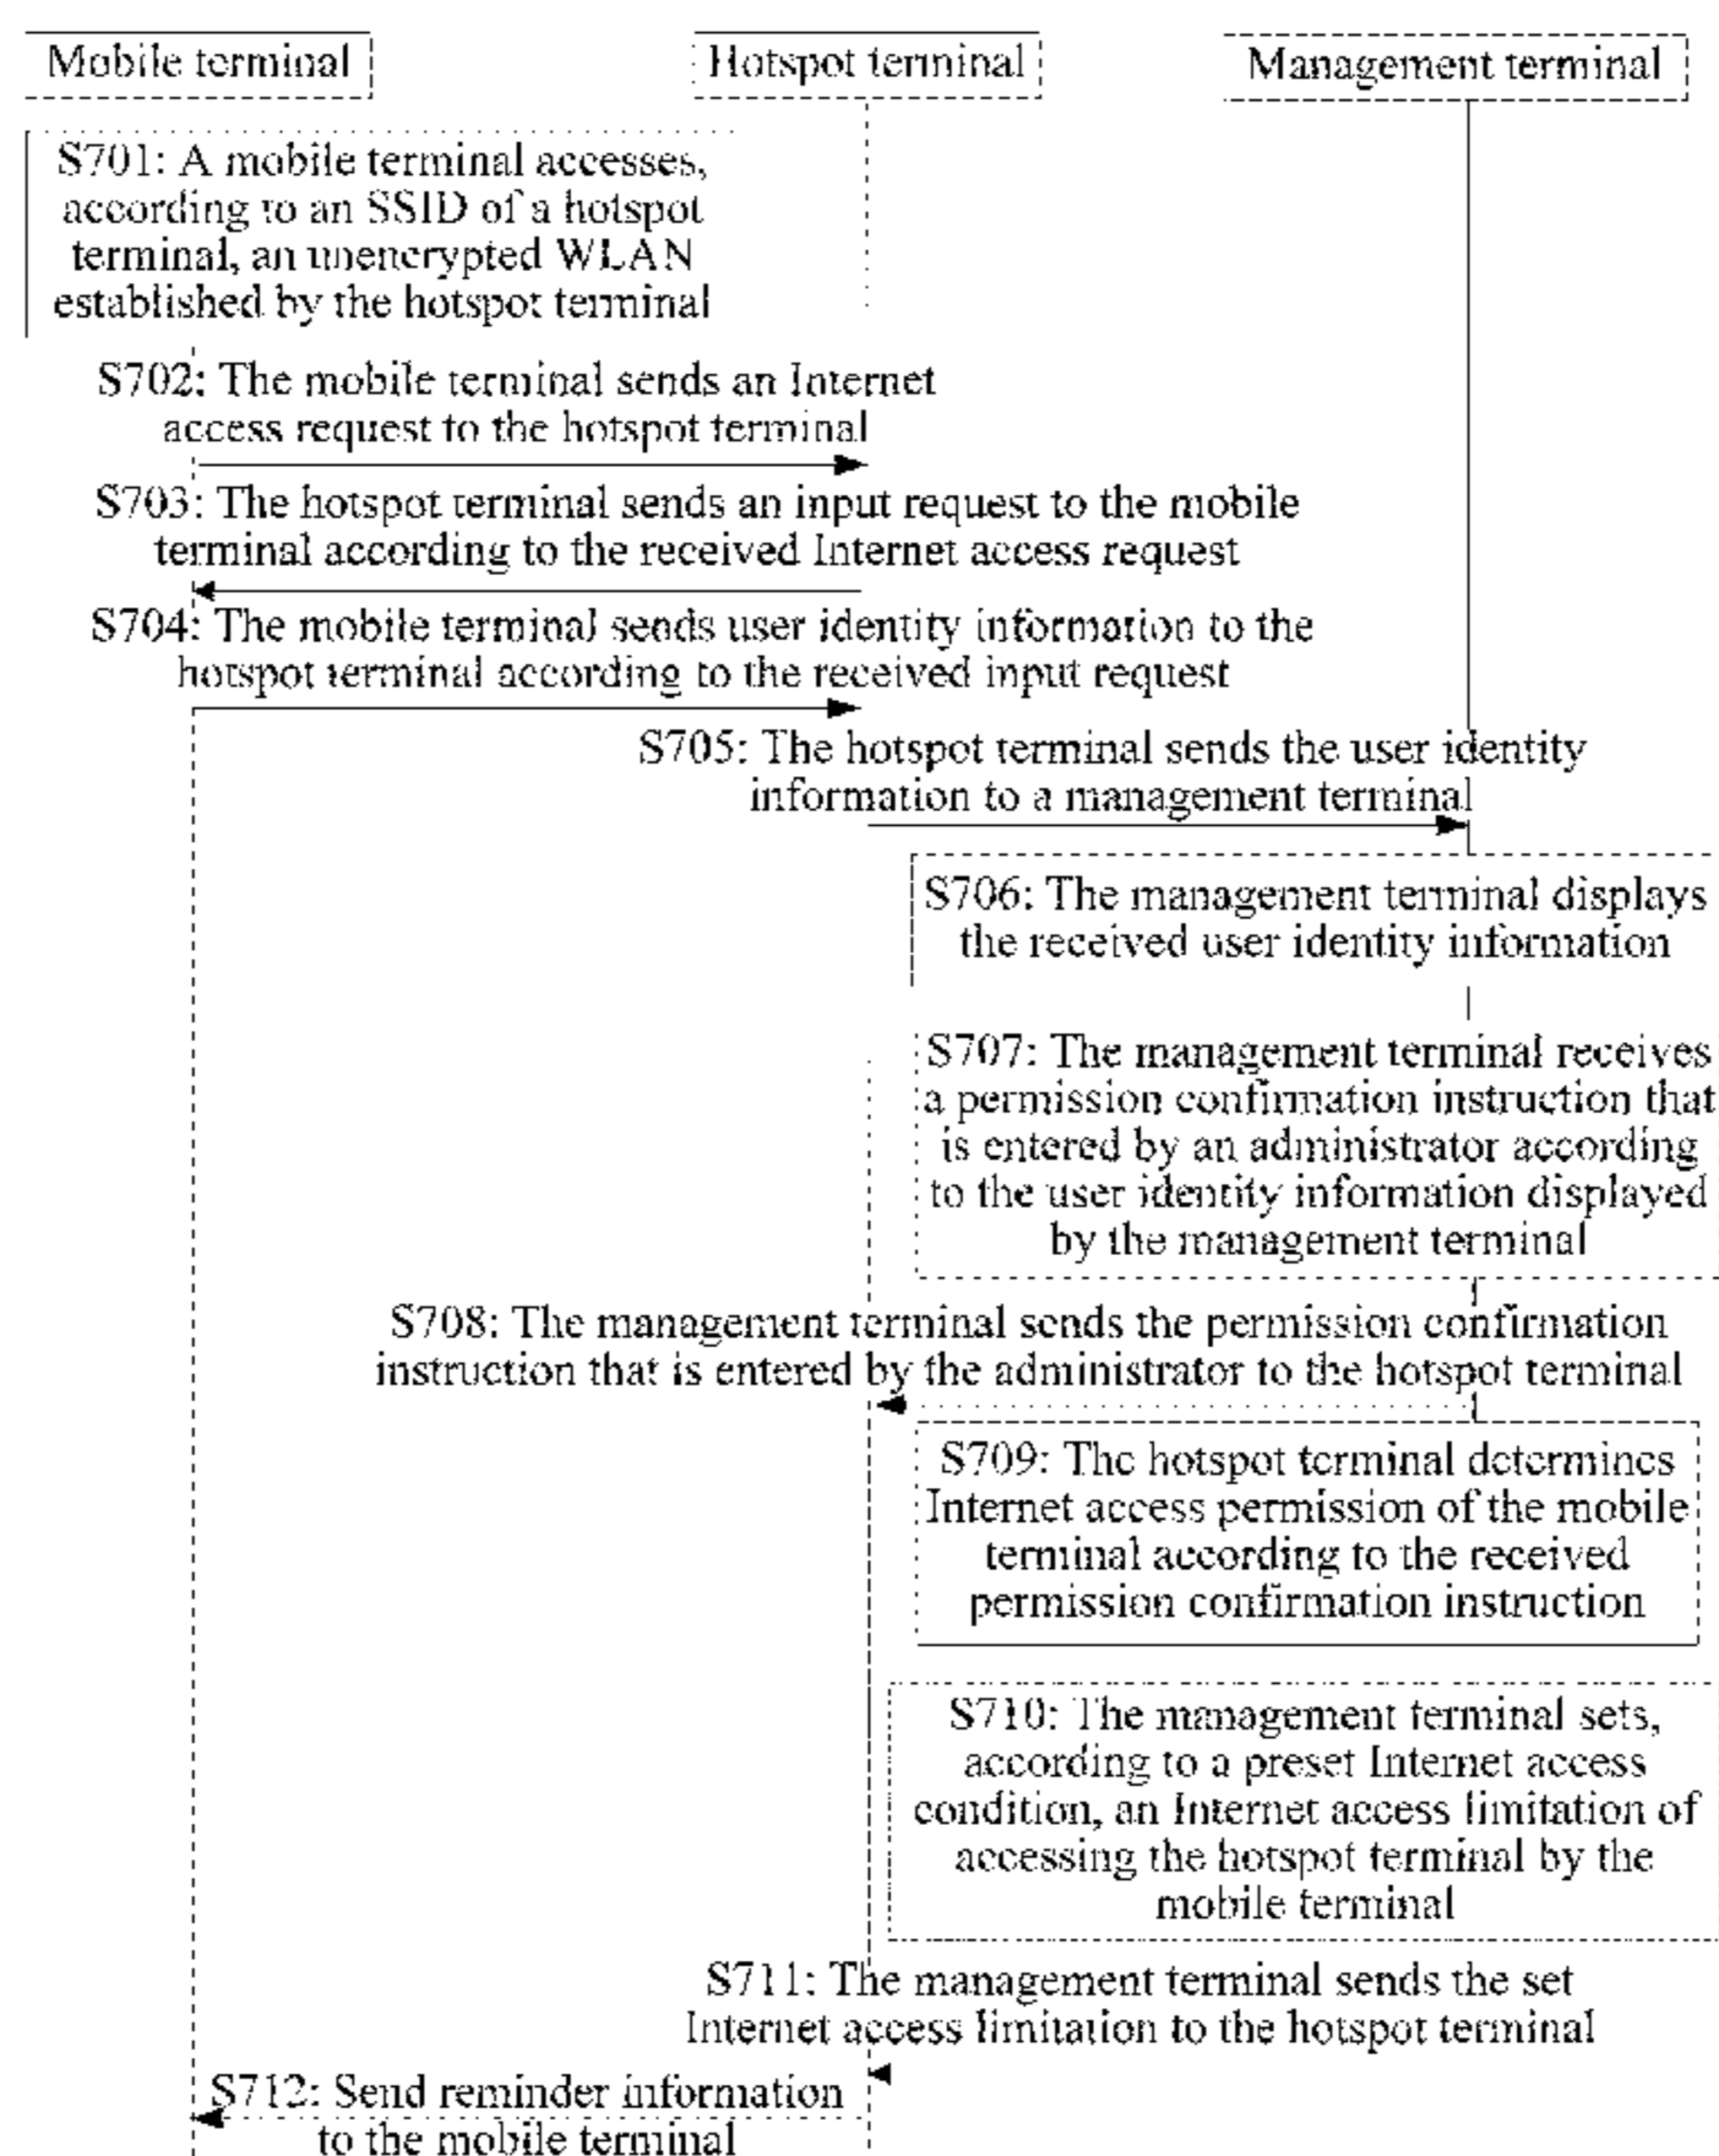 Mobile terminal
Hotspot terminal
Management terminal
S701: A mobile terminal accesses,
according to an SSID of a hotspot
terminal, an unencrypted WLAN
established by the hotspot terminal
S702: The mobile terminal sends an Internet
access request to the hotspot terminal
S703: The hotspot terminal sends an input request to the mobile
terminal according to the received Internet access request
S704: The mobile terminal sends user identity information to the
hotspot terminal according to the received input request
S705: The hotspot terminal sends the user identity
information to a management terminal
S706: The management terminal displays
the received user identity information
S707: The management terminal receives
a permission confirmation instruction that
is entered by an administrator according
to the user identity information displayed
by the management terminal
S708: The management terminal sends the permission confirmation
instruction that is entered by the administrator to the hotspot terminal
S709: The hotspot terminal determines
Internet access permission of the mobile
terminal according to the received
permission confirmation instruction
S710: The management terminal sets,
according to a preset Internet access
condition, an Internet access limitation of
accessing the hotspot terminal by the
mobile terminal
S711: The management terminal sends the set
Internet access limitation to the hotspot terminal
S712: Send reminder information
to the mobile terminal